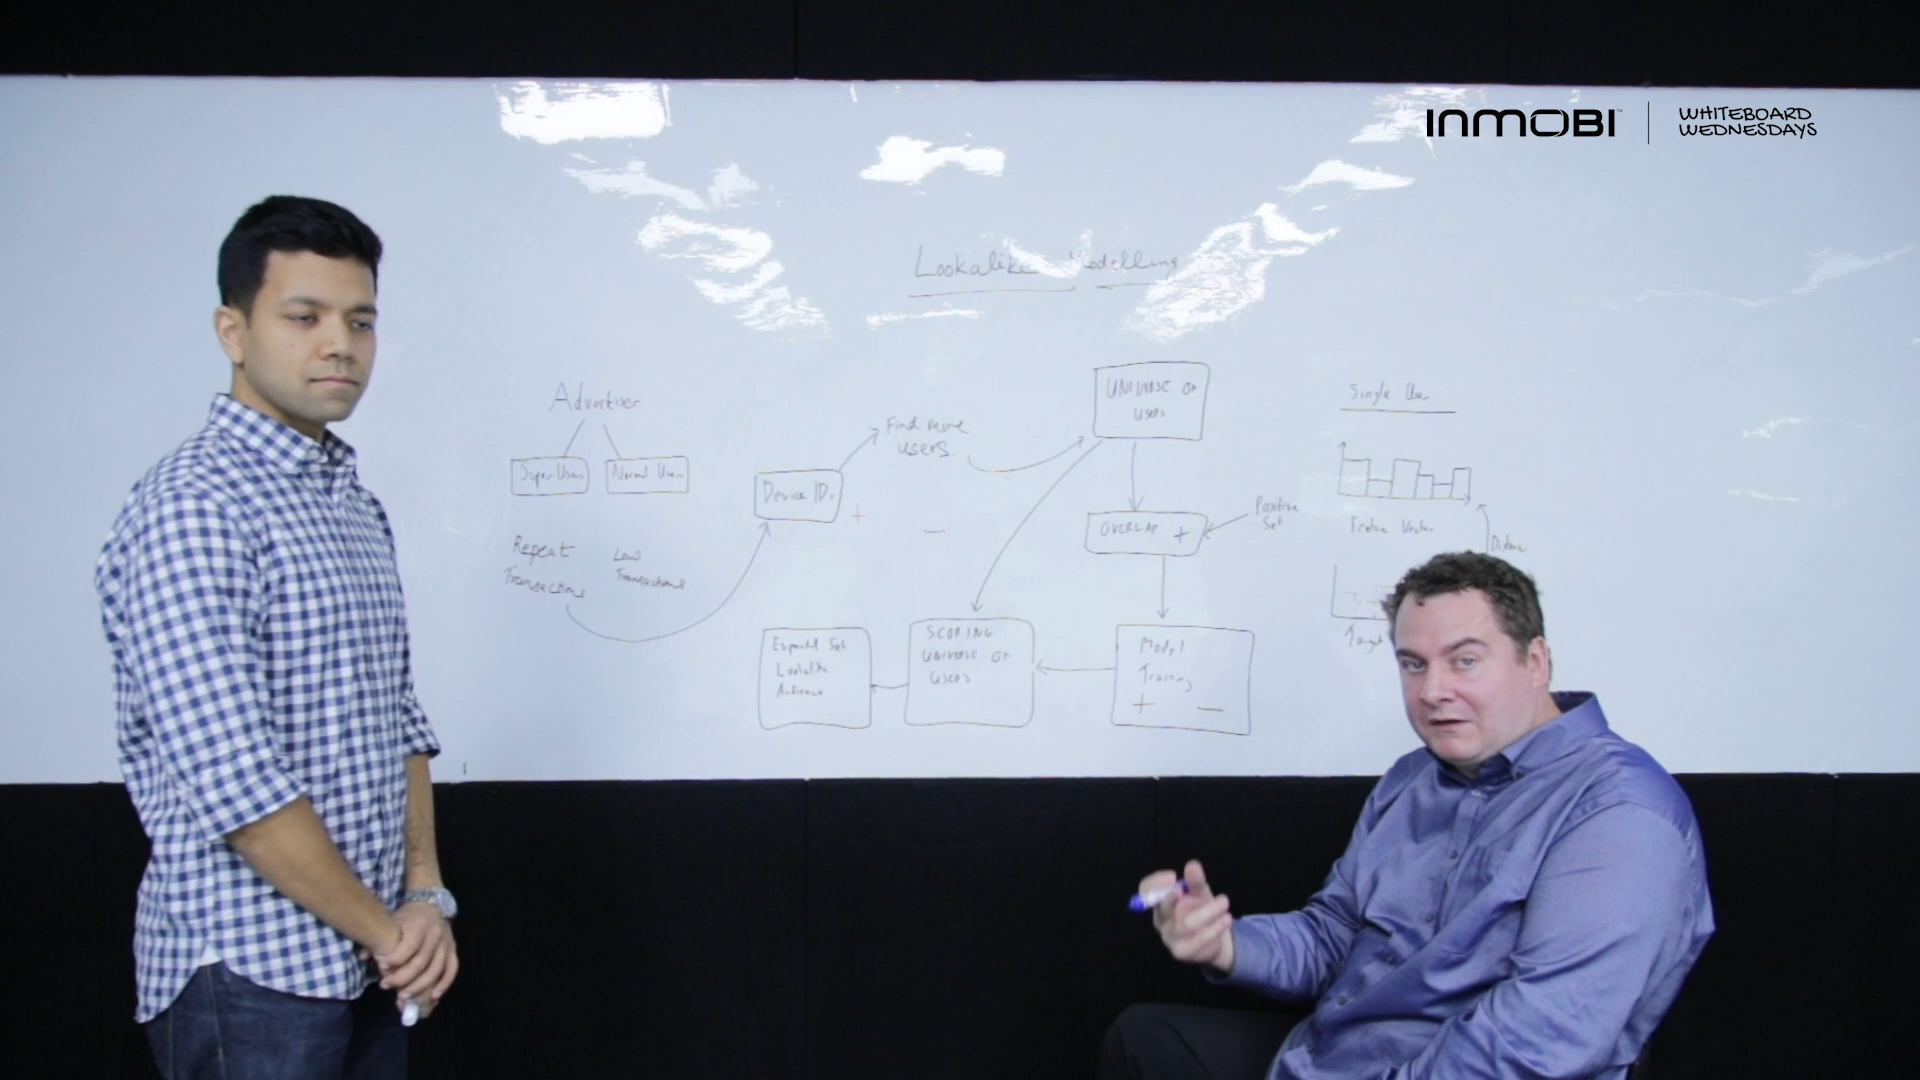 INMOBI
WHITEBOARD
WEDNESDAYS
Lookalike Modelling
Advertiser
Super Users
Normal Users
Repeat
Transactions
Low
Transactions
Device IDs
+
—
Find more
users
UNIVERSE OF
USERS
OVERLAP +
Positive
Set
Model
Training
+ —
SCORING
UNIVERSE OF
USERS
Expanded Set
Lookalike
Audience
Single User
Feature Vector
Distance
Target